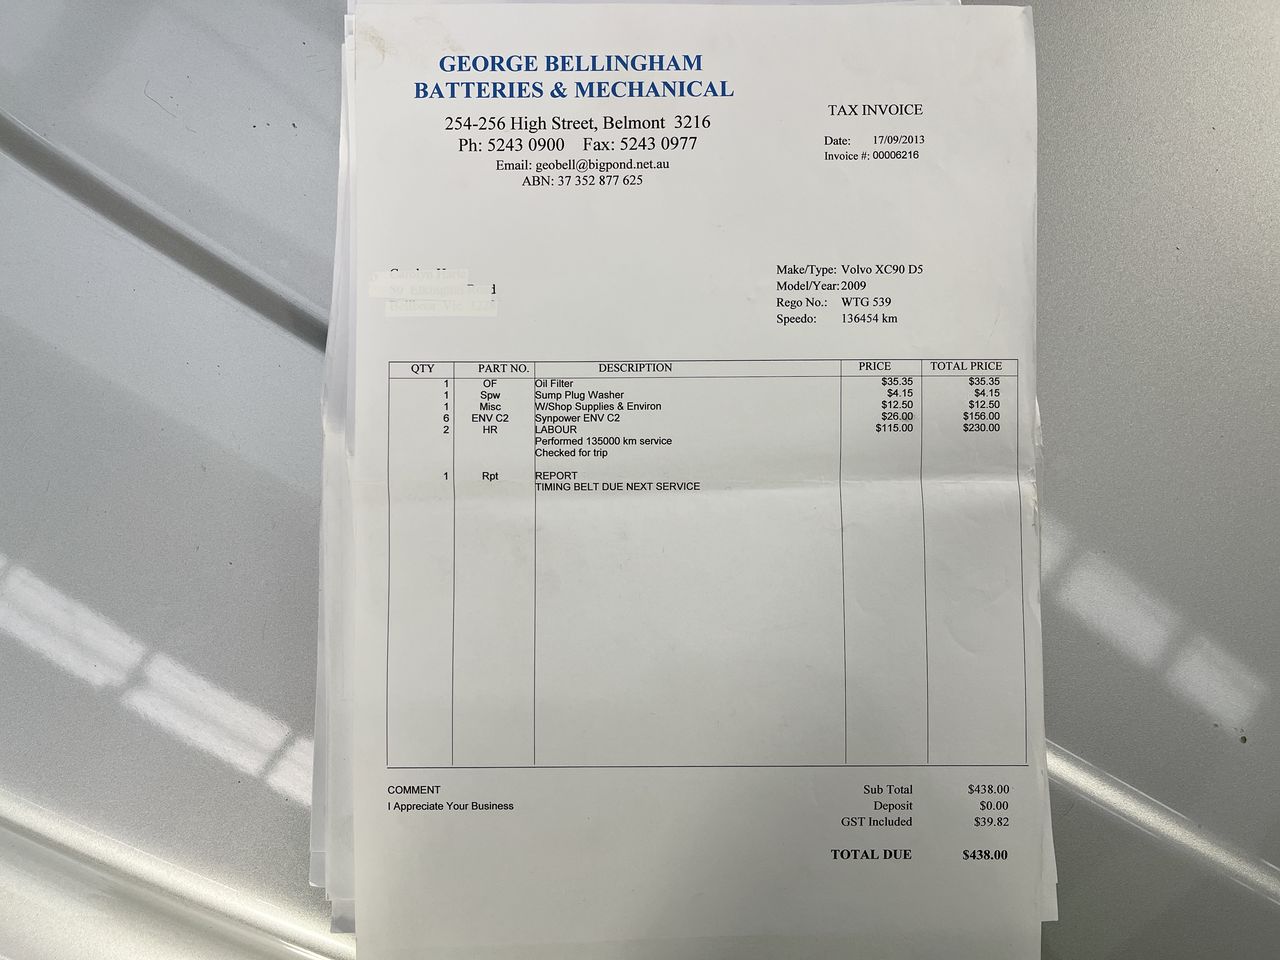 GEORGE BELLINGHAM
BATTERIES & MECHANICAL
254-256 High Street, Belmont 3216
Ph: 5243 0900 Fax: 5243 0977
Email: geobell@bigpond.net.au
ABN: 37 352 877 625
TAX INVOICE
Date: 17/09/2013
Invoice #: 00006216
Make/Type: Volvo XC90 D5
Model/Year: 2009
Rego No.: WTG 539
Speedo: 136454 km
QTY PART NO. DESCRIPTION PRICE TOTAL PRICE
1 OF Oil Filter $35.35 $35.35
1 Spw Sump Plug Washer $4.15 $4.15
1 Misc W/Shop Supplies & Environ $12.50 $12.50
6 ENV C2 Synpower ENV C2 $26.00 $156.00
2 HR LABOUR $115.00 $230.00
Performed 135000 km service
Checked for trip
1 Rpt REPORT
TIMING BELT DUE NEXT SERVICE
COMMENT
I Appreciate Your Business
Sub Total $438.00
Deposit $0.00
GST Included $39.82
TOTAL DUE $438.00